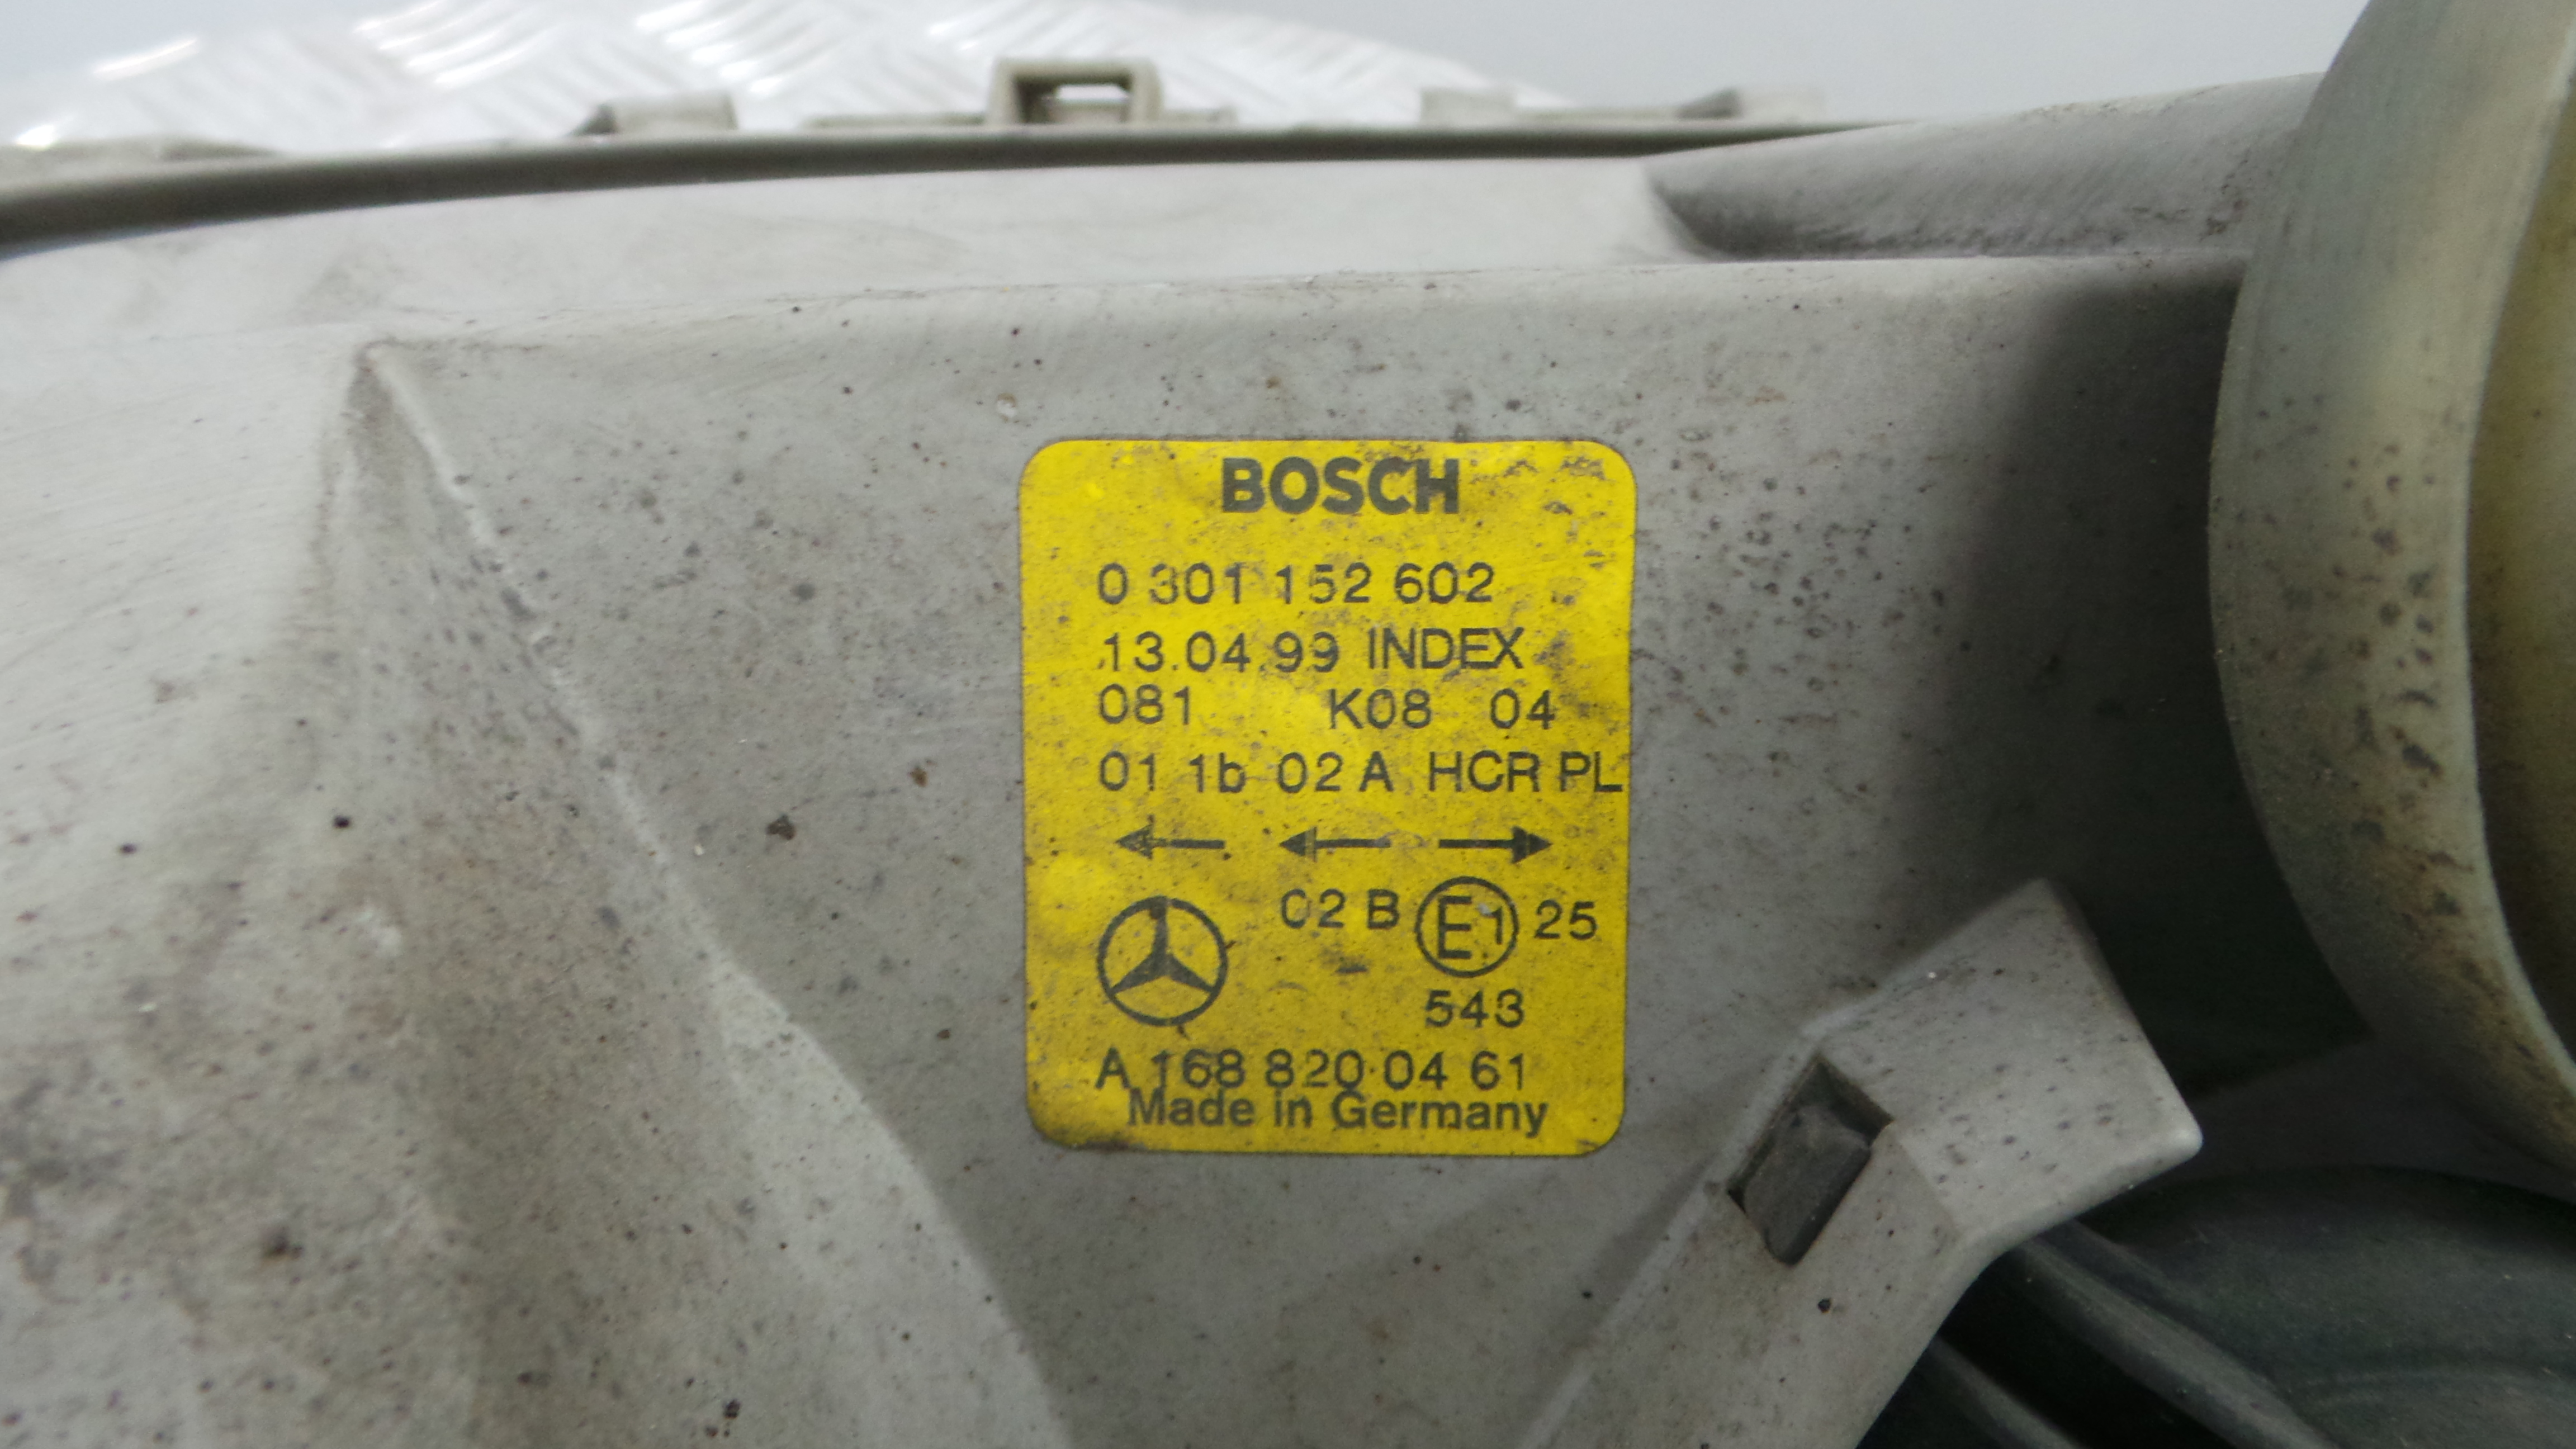 BOSCH
0 301 152 602
13.04.99 INDEX
081 K08 04
01 1b 02 A HCR PL
02 B E1 25
543
A 168 820 04 61
Made in Germany